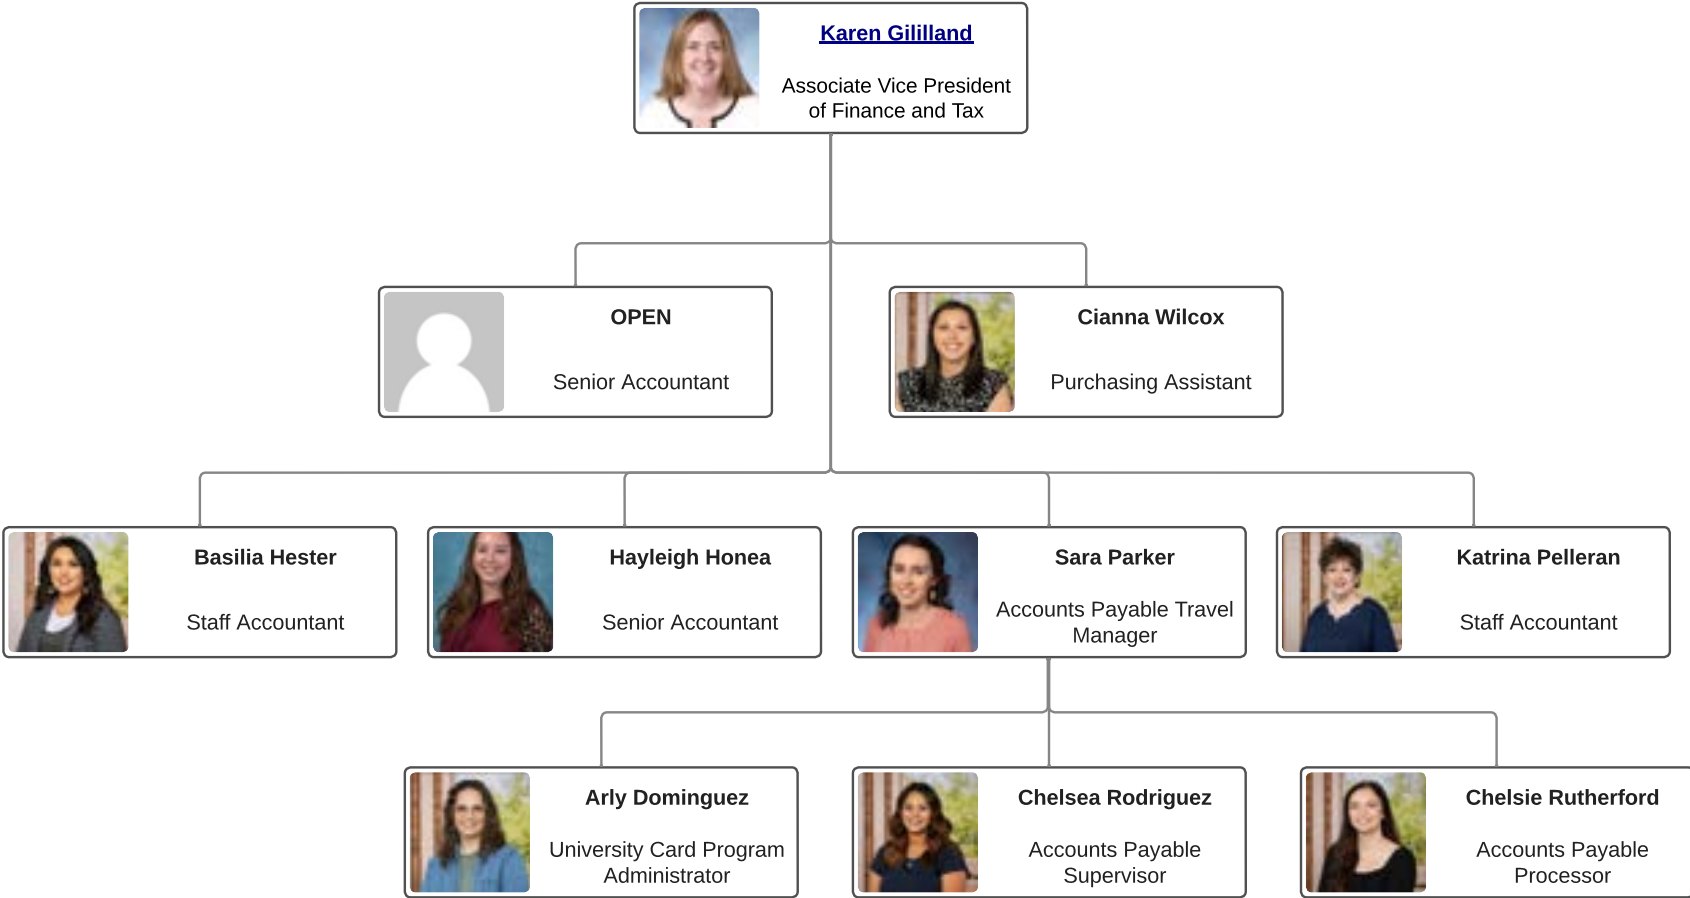 Karen Gililland
Associate Vice President
of Finance and Tax
OPEN
Senior Accountant
Cianna Wilcox
Purchasing Assistant
Basilia Hester
Staff Accountant
Hayleigh Honea
Senior Accountant
Sara Parker
Accounts Payable Travel
Manager
Katrina Pelleran
Staff Accountant
Arly Dominguez
University Card Program
Administrator
Chelsea Rodriguez
Accounts Payable
Supervisor
Chelsie Rutherford
Accounts Payable
Processor